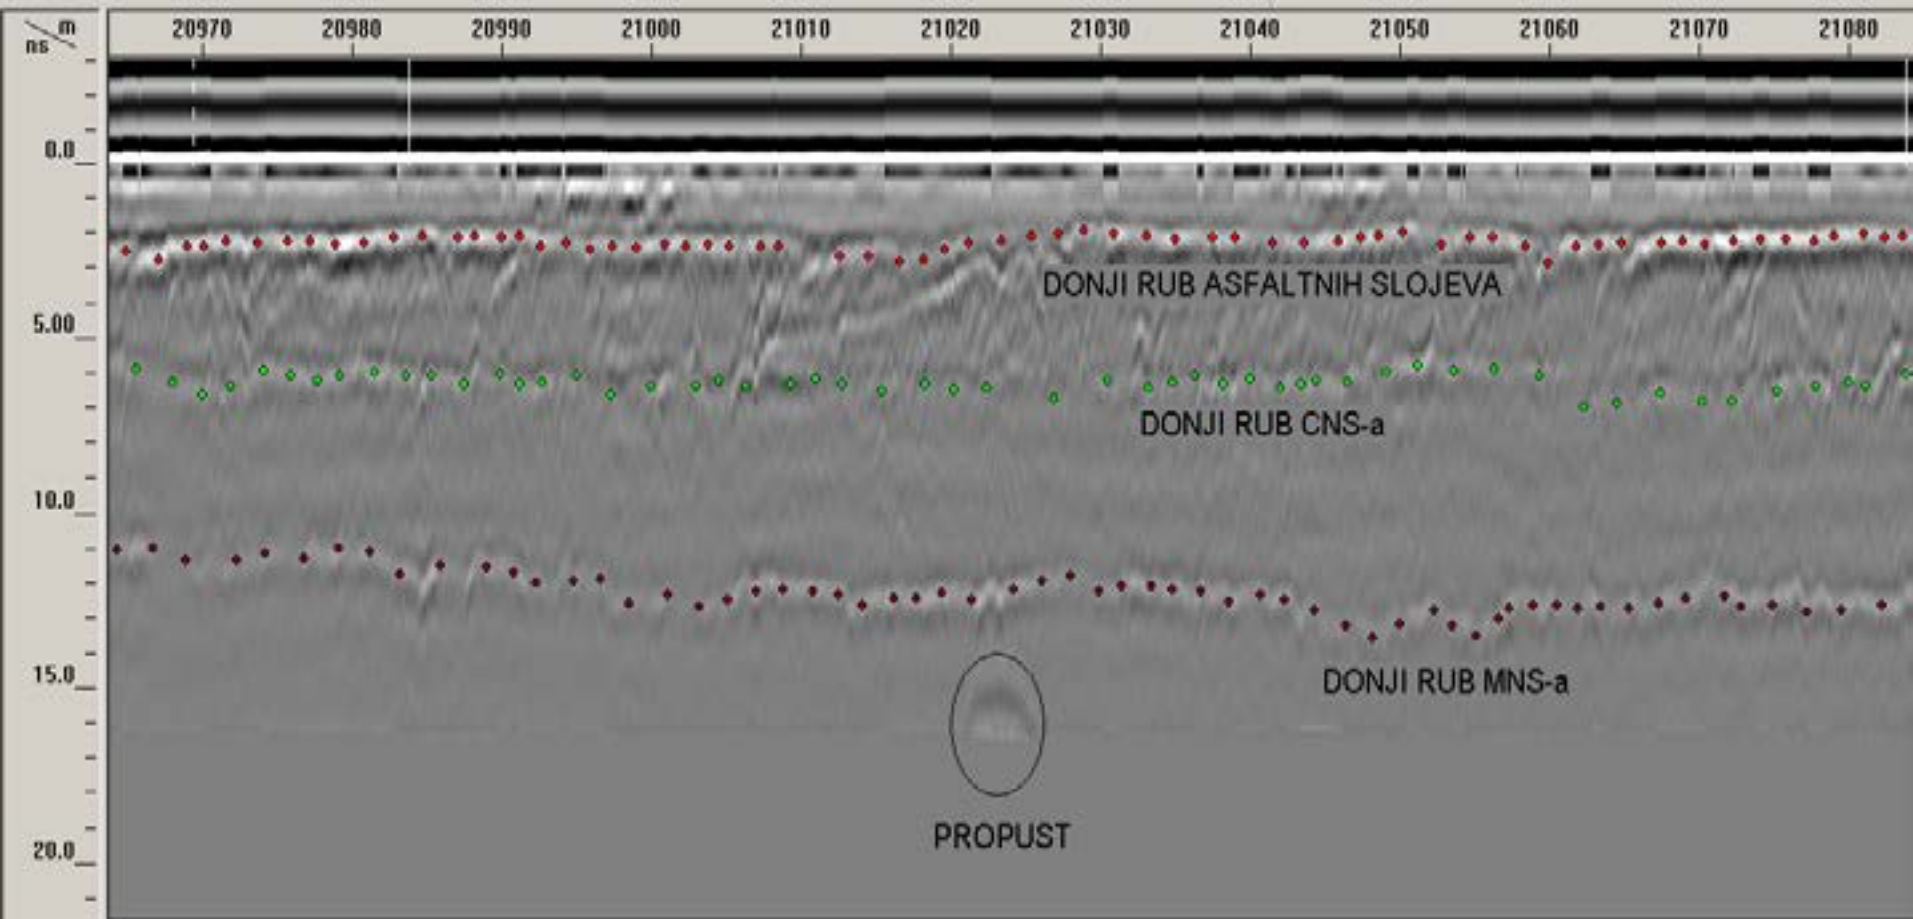 m
ns
20970 20980 20990 21000 21010 21020 21030 21040 21050 21060 21070 21080
0.0
DONJI RUB ASFALTNIH SLOJEVA
5.00
DONJI RUB CNS-a
10.0
15.0
DONJI RUB MNS-a
PROPUST
20.0